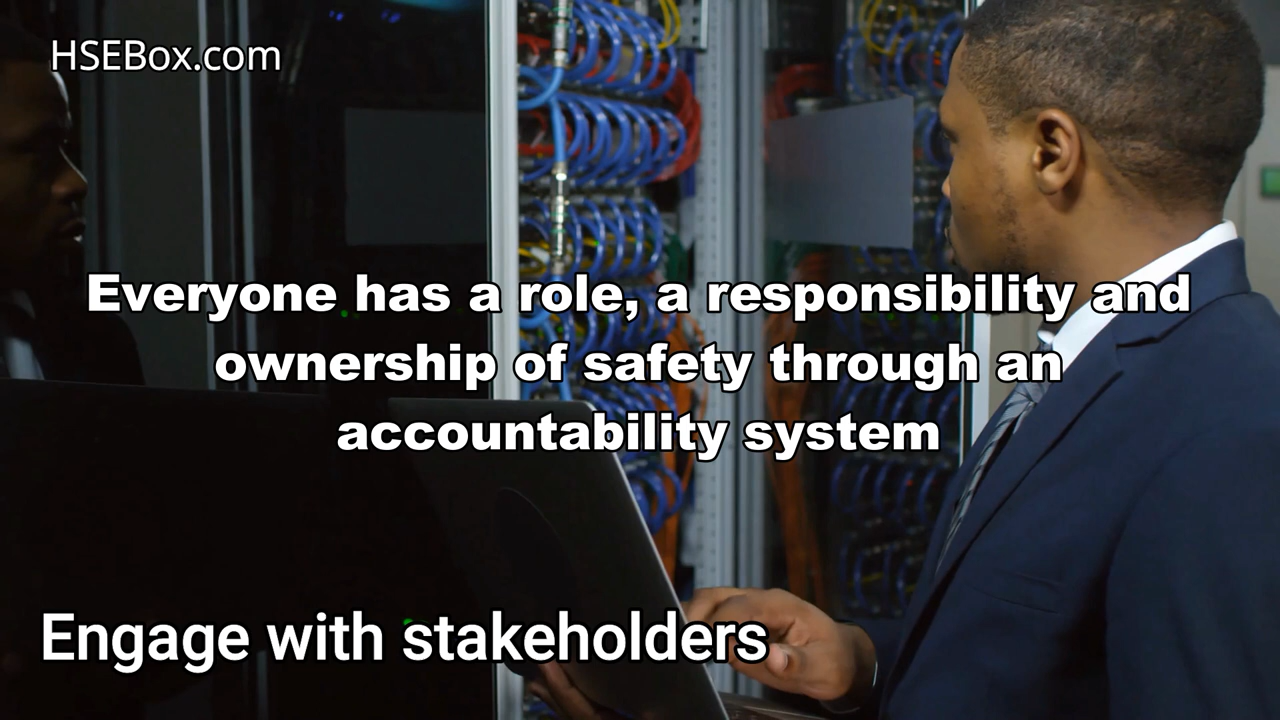 HSEBox.com
Everyone has a role, a responsibility and
ownership of safety through an
accountability system
Engage with stakeholders